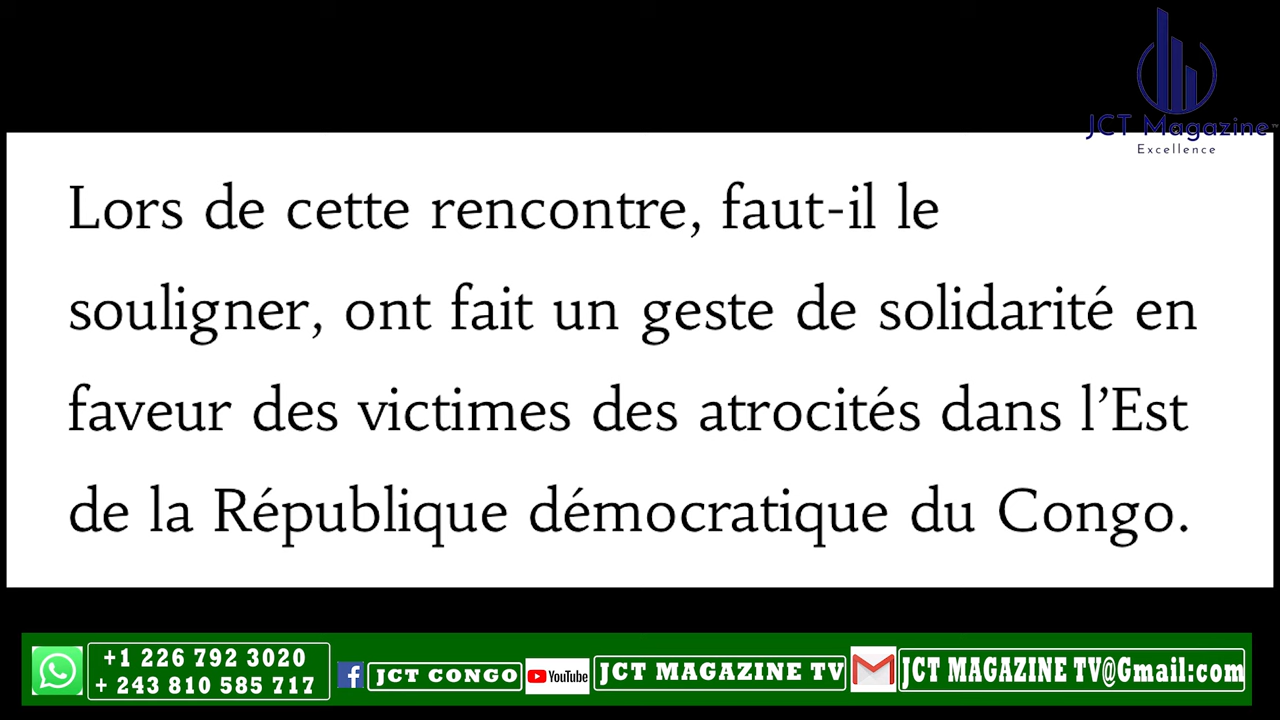 JCT Magazine TV
Excellence
Lors de cette rencontre, faut-il le
souligner, ont fait un geste de solidarité en
faveur des victimes des atrocités dans l’Est
de la République démocratique du Congo.
+1 226 792 3020
+ 243 810 585 717
JCT CONGO
YouTube
JCT MAGAZINE TV
JCT MAGAZINE TV@Gmail:com